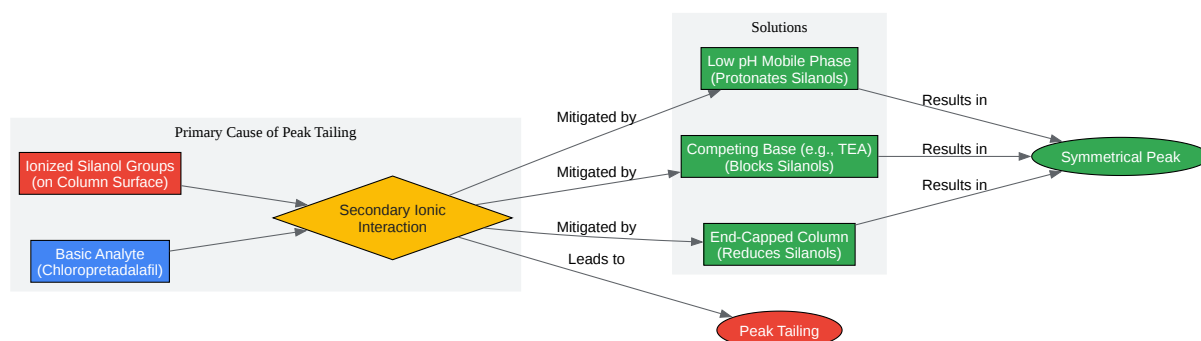 Solutions
Low pH Mobile Phase
(Protonates Silanols)
Mitigated by
Results in
Primary Cause of Peak Tailing
Ionized Silanol Groups
(on Column Surface)
Competing Base (e.g., TEA)
(Blocks Silanols)
Mitigated by
Results in
Symmetrical Peak
Secondary Ionic
Interaction
Results in
Mitigated by
End-Capped Column
(Reduces Silanols)
Basic Analyte
(Chloropretadalafil)
Leads to
Peak Tailing